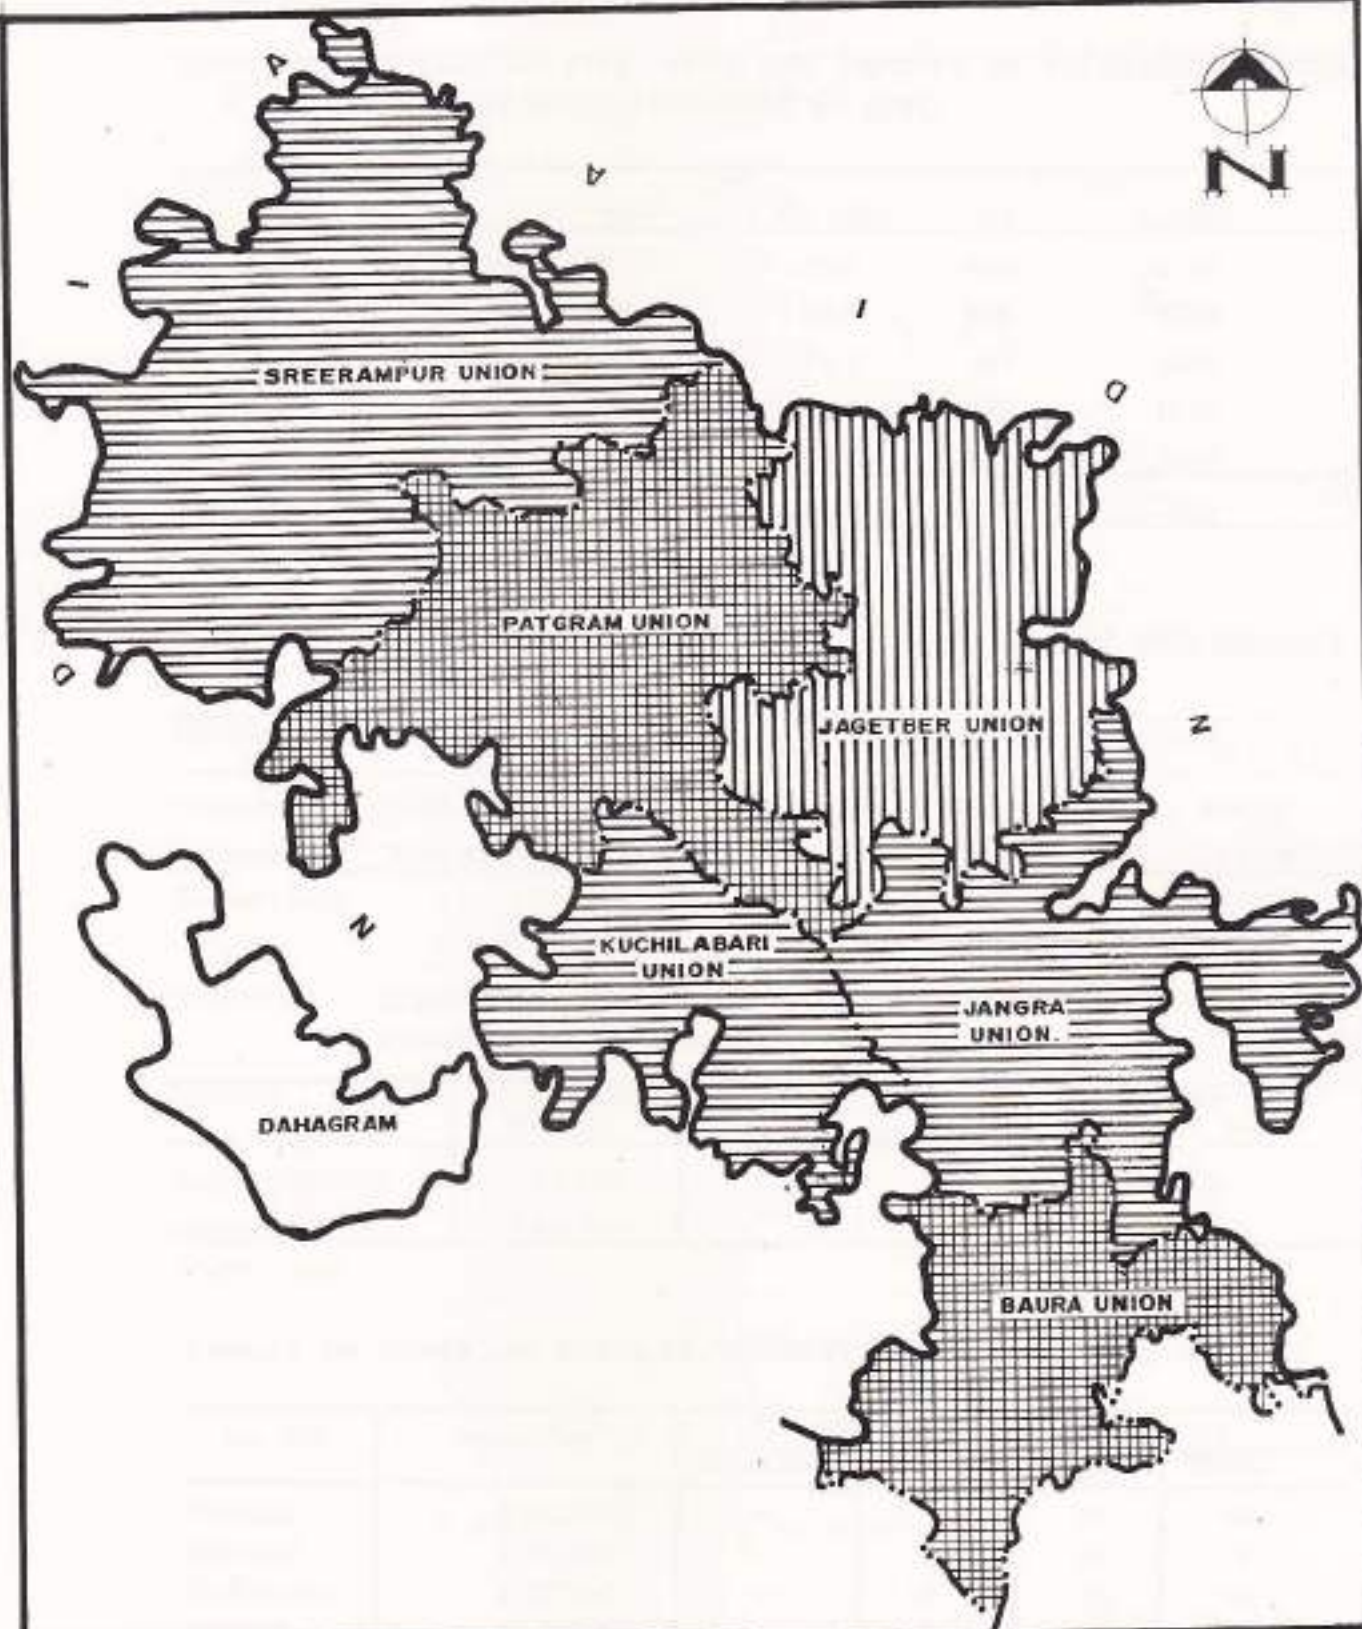 N
A
A
I
I
SREERAMPUR UNION
D
PATGRAM UNION
D
JAGETBER UNION
N
N
KUCHILABARI
UNION
JANGRA
UNION.
DAHAGRAM
BAURA UNION